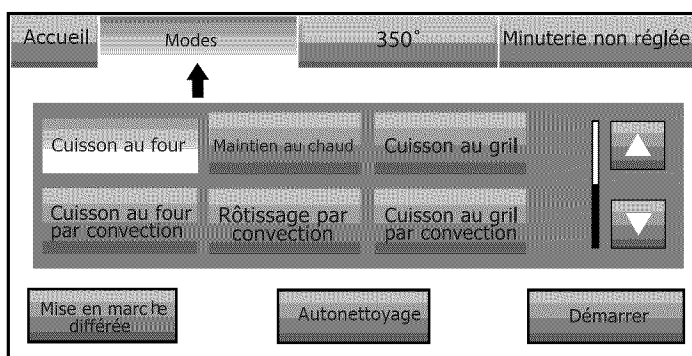 Accueil
Modes
350°
Minuterie non réglée
Cuisson au four
Maintien au chaud
Cuisson au gril
Cuisson au four
par convection
Rôtissage par
convection
Cuisson au gril
par convection
Mise en marche
différée
Autonettoyage
Démarrer